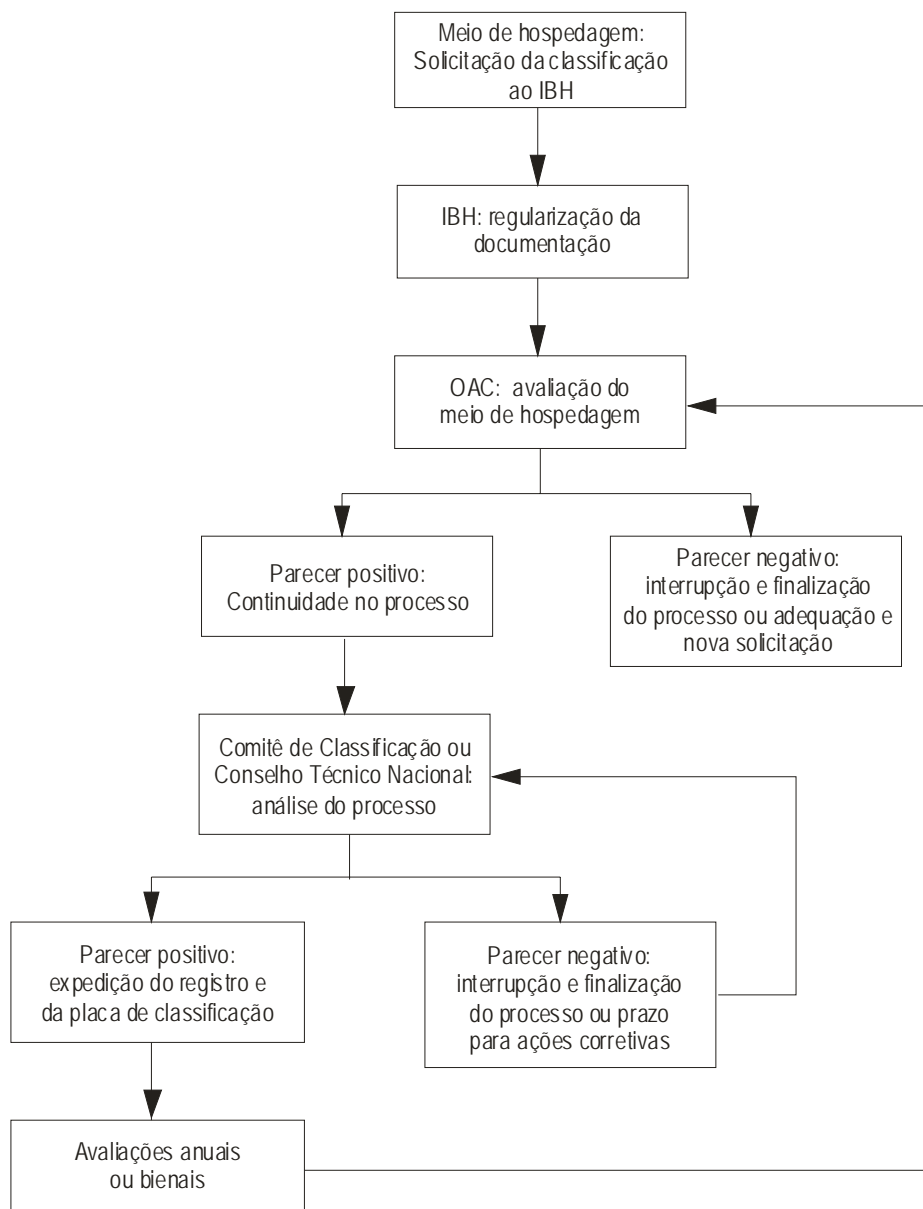 Meio de hospedagem:
Solicitação da classificação
ao IBH
IBH: regularização da
documentação
OAC: avaliação do
meio de hospedagem
Parecer positivo:
Continuidade no processo
Parecer negativo:
interrupção e finalização
do processo ou adequação e
nova solicitação
Comitê de Classificação ou
Conselho Técnico Nacional:
análise do processo
Parecer positivo:
expedição do registro e
da placa de classificação
Parecer negativo:
interrupção e finalização
do processo ou prazo
para ações corretivas
Avaliações anuais
ou bienais